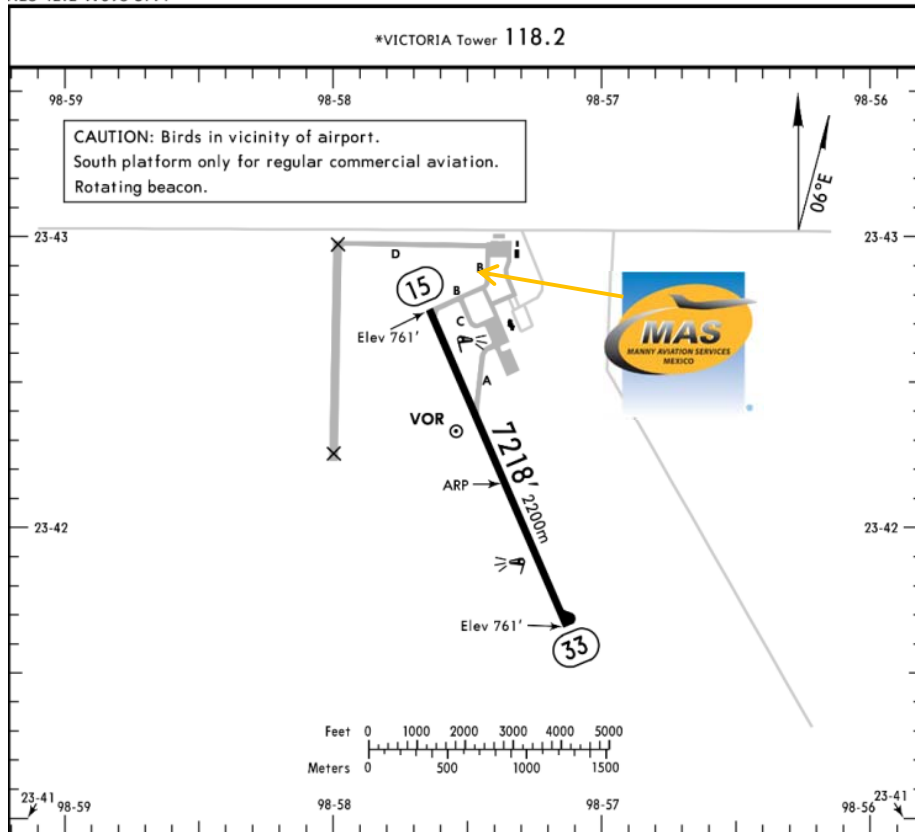 *VICTORIA Tower 118.2
98-59
98-58
98-57
98-56
CAUTION: Birds in vicinity of airport.
South platform only for regular commercial aviation.
Rotating beacon.
06°E
23-43
23-43
D
B
B
15
C
Elev 761'
A
MAS
MANNY AVIATION SERVICES
MEXICO
VOR
7218'
2200m
ARP
23-42
23-42
Elev 761'
33
Feet 0 1000 2000 3000 4000 5000
Meters 0 500 1000 1500
23-41
98-59
98-58
98-57
98-56
23-41